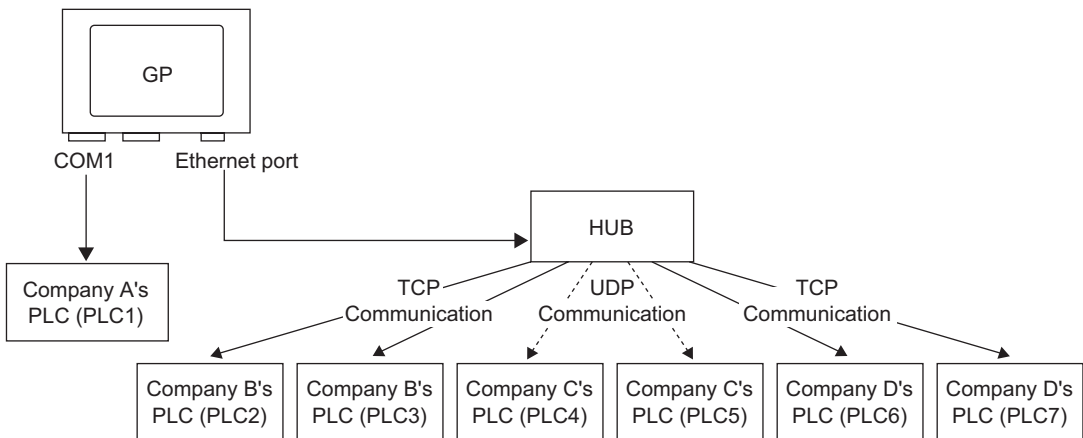 GP
COM1
Ethernet port
HUB
Company A's
PLC (PLC1)
TCP
Communication
UDP
Communication
TCP
Communication
Company B's
PLC (PLC2)
Company B's
PLC (PLC3)
Company C's
PLC (PLC4)
Company C's
PLC (PLC5)
Company D's
PLC (PLC6)
Company D's
PLC (PLC7)